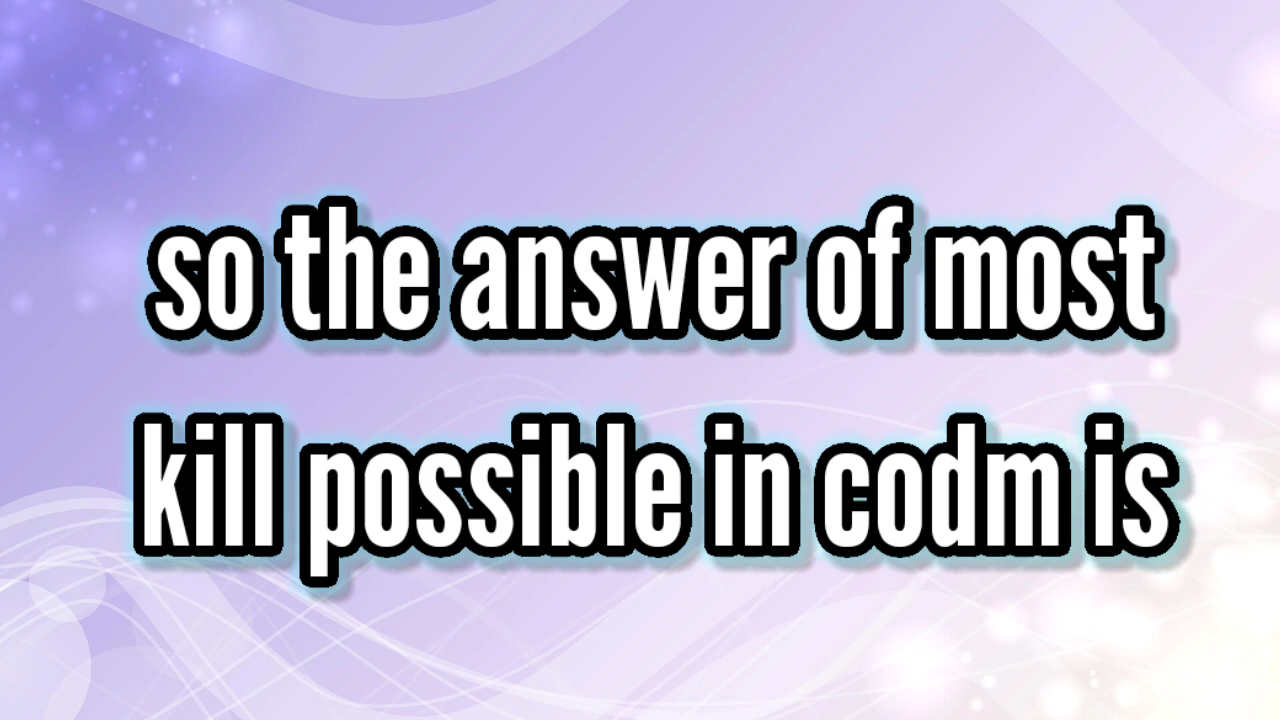 so the answer of most
kill possible in codm is